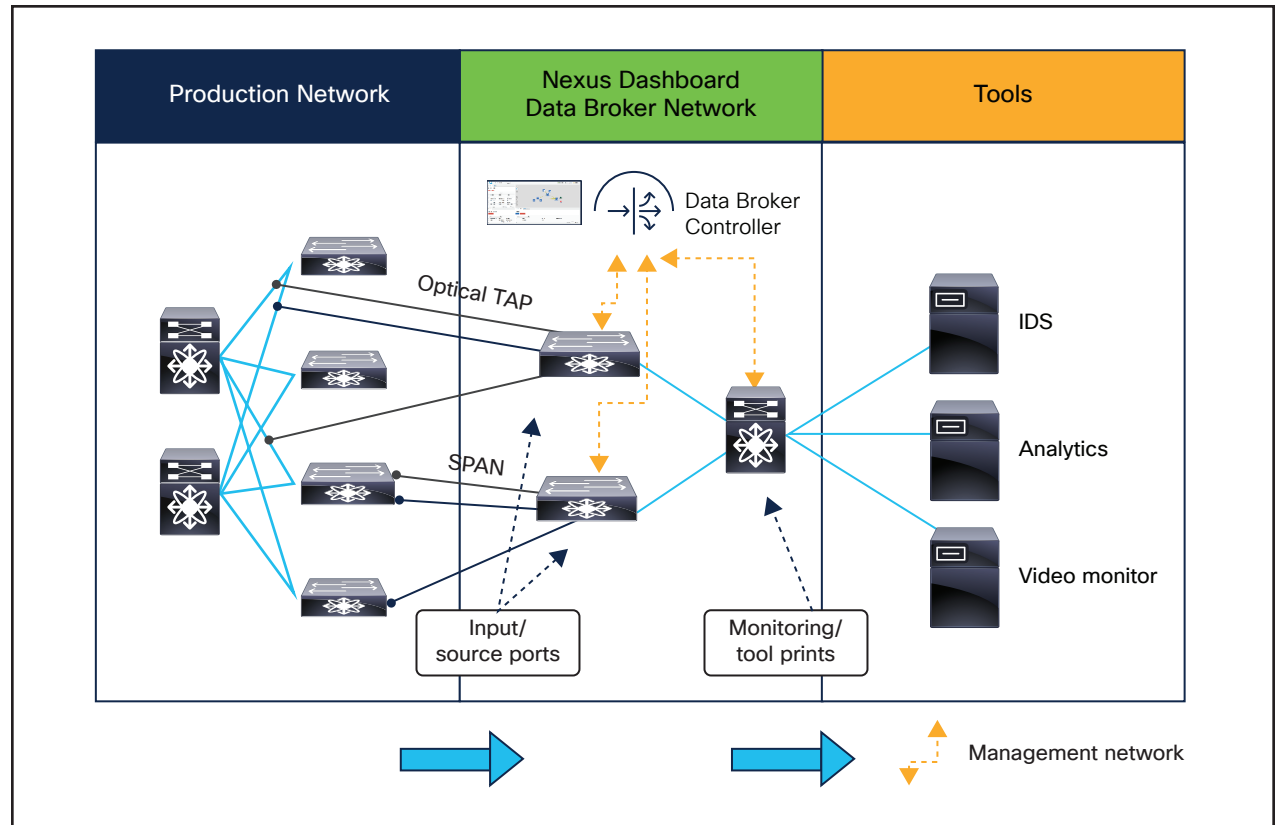 Production Network
Nexus Dashboard
Data Broker Network
Tools
Data Broker
Controller
Optical TAP
IDS
SPAN
Analytics
Video monitor
Input/
source ports
Monitoring/
tool prints
Management network